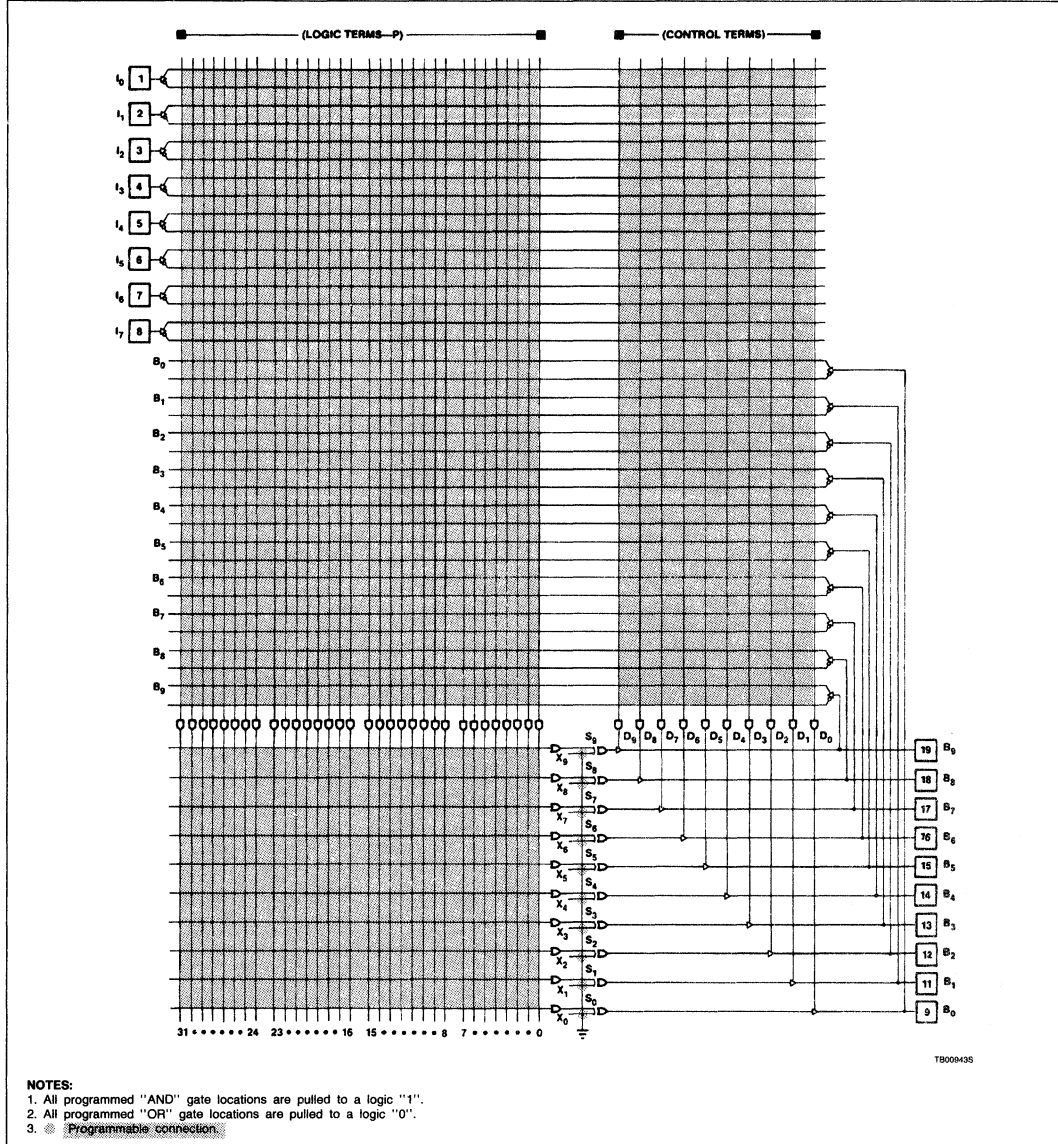 (LOGIC TERMS—P) (CONTROL TERMS)
I0 1
I1 2
I2 3
I3 4
I4 5
I5 6
I6 7
I7 8
B0
B1
B2
B3
B4
B5
B6
B7
B8
B9
D9 D8 D7 D6 D5 D4 D3 D2 D1 D0
S9
X9 19 B9
S8
X8 18 B8
S7
X7 17 B7
S6
X6 16 B6
S5
X5 15 B5
S4
X4 14 B4
S3
X3 13 B3
S2
X2 12 B2
S1
X1 11 B1
S0
X0 9 B0
31 • • • • • • 24 23 • • • • • • 16 15 • • • • • • 8 7 • • • • • • 0
TB00943S
NOTES:
1. All programmed "AND" gate locations are pulled to a logic "1".
2. All programmed "OR" gate locations are pulled to a logic "0".
3. Programmable connection.